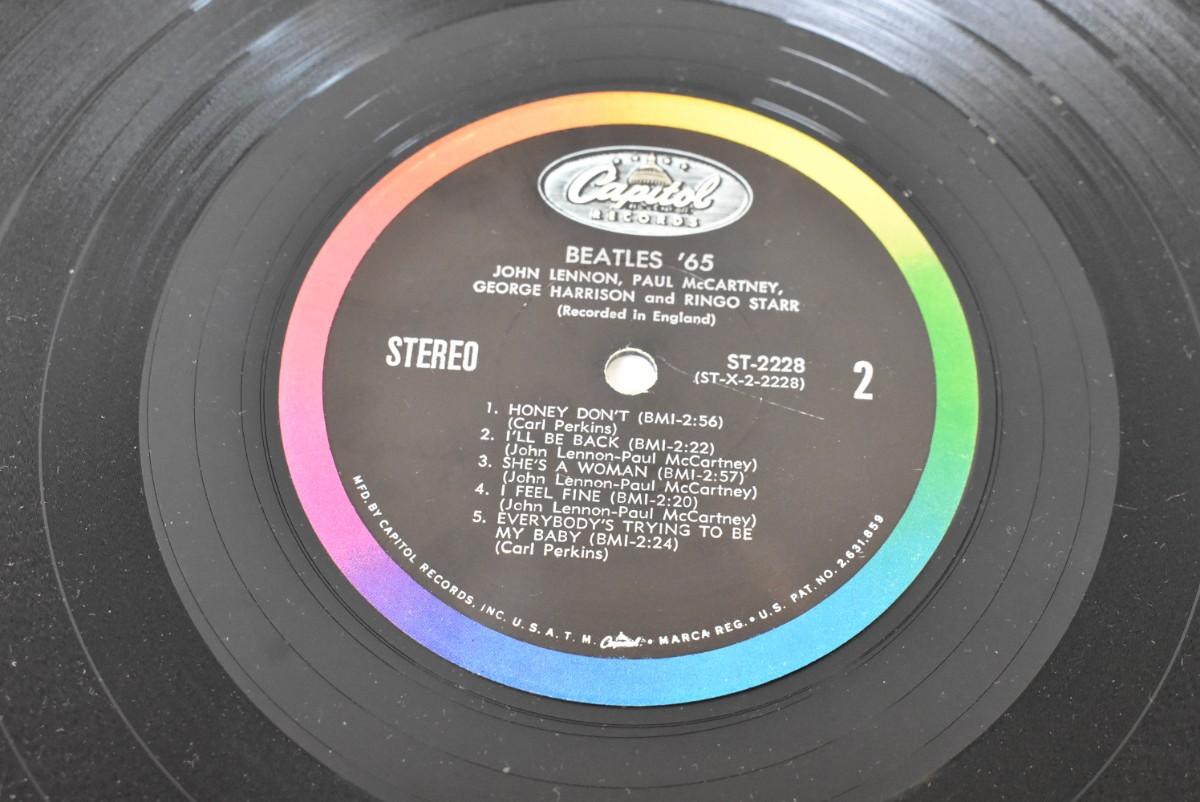 Capitol
RECORDS
BEATLES '65
JOHN LENNON, PAUL McCARTNEY,
GEORGE HARRISON and RINGO STARR
(Recorded in England)
STEREO
ST-2228
(ST-X-2-2228)
2
1. HONEY DON'T (BMI-2:56)
(Carl Perkins)
2. I'LL BE BACK (BMI-2:22)
(John Lennon-Paul McCartney)
3. SHE'S A WOMAN (BMI-2:57)
(John Lennon-Paul McCartney)
4. I FEEL FINE (BMI-2:20)
(John Lennon-Paul McCartney)
5. EVERYBODY'S TRYING TO BE
MY BABY (BMI-2:24)
(Carl Perkins)
MFD. BY CAPITOL RECORDS, INC. U. S. A. T. M. Capitol • MARCA REG. • U.S. PAT. NO. 2,631,859